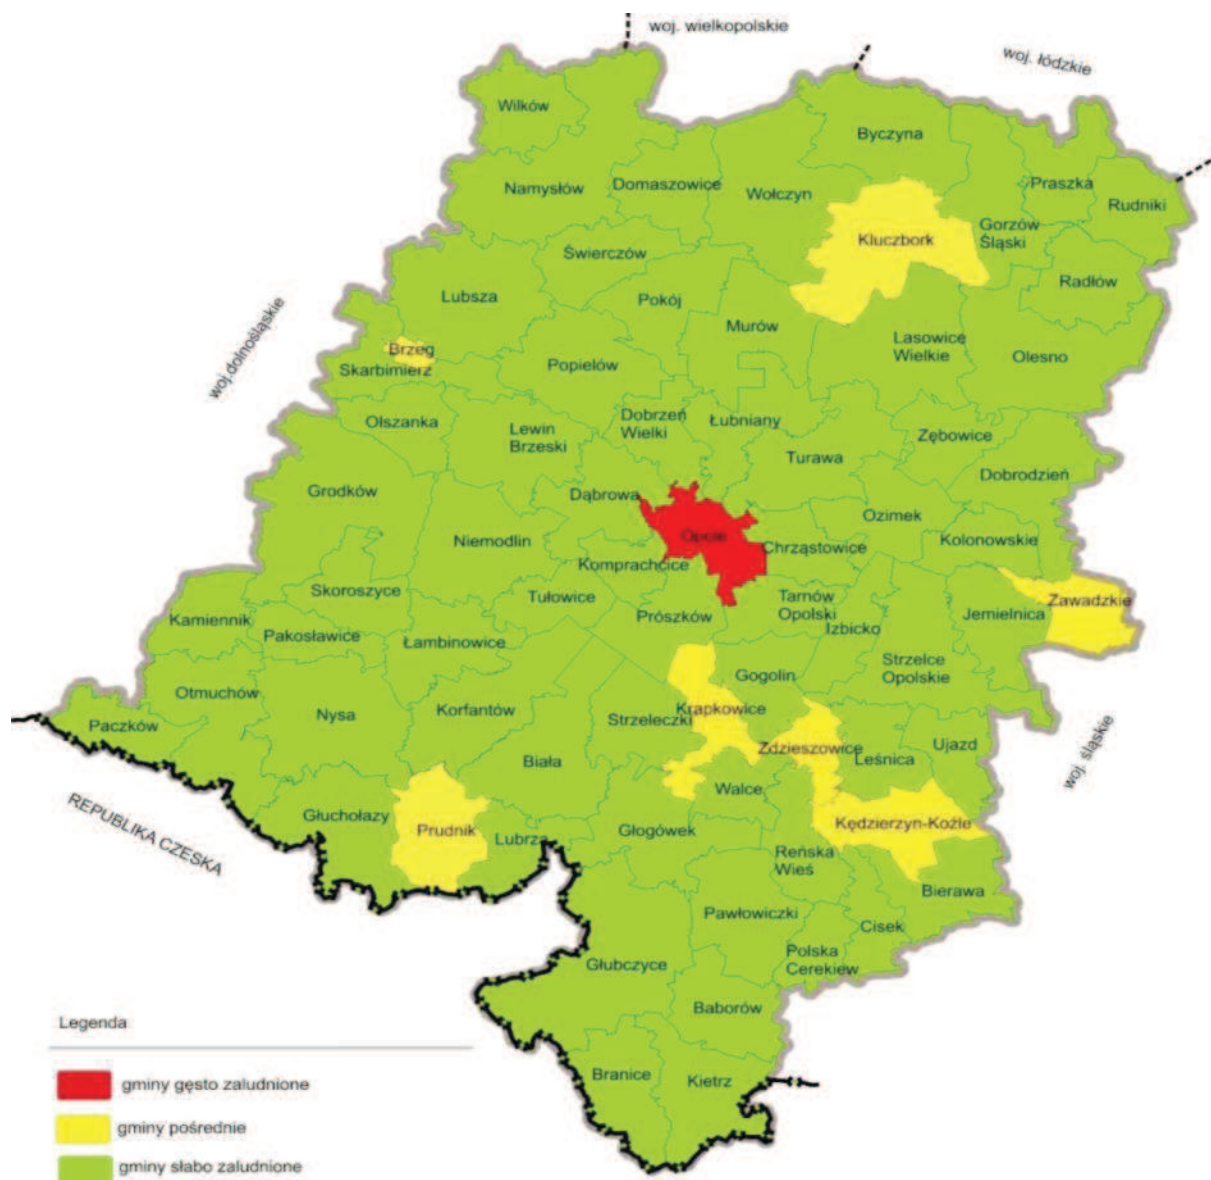 woj. wielkopolskie
woj. łódzkie
Wilków
Byczyna
Namysłów
Domaszowice
Wołczyn
Praszka
Rudniki
Kluczbork
Gorzów
Śląski
Świerczów
Lubsza
Pokój
Radłów
woj.dolnośląskie
Murów
Lasowice
Wielkie
Olesno
Brzeg
Skarbimierz
Popielów
Olszanka
Lewin
Brzeski
Dobrzeń
Wielki
Łubniany
Zębowice
Turawa
Dobrodzień
Grodków
Dąbrowa
Ozimek
Niemodlin
Opole
Chrząstowice
Kolonowskie
Komprachcice
Skoroszyce
Tułowice
Tarnów
Opolski
Zawadzkie
Kamiennik
Prószków
Izbicko
Jemielnica
Pakosławice
Łambinowice
Strzelce
Opolskie
Gogolin
Otmuchów
Nysa
Korfantów
Strzeleczki
Krapkowice
Paczków
Zdzieszowice
Ujazd
woj. śląskie
Biała
Leśnica
Walce
REPUBLIKA CZESKA
Głuchołazy
Prudnik
Lubrza
Głogówek
Kędzierzyn-Koźle
Reńska
Wieś
Bierawa
Pawłowiczki
Cisek
Polska
Cerekiew
Głubczyce
Baborów
Branice
Kietrz
Legenda
gminy gęsto zaludnione
gminy pośrednie
gminy słabo zaludnione